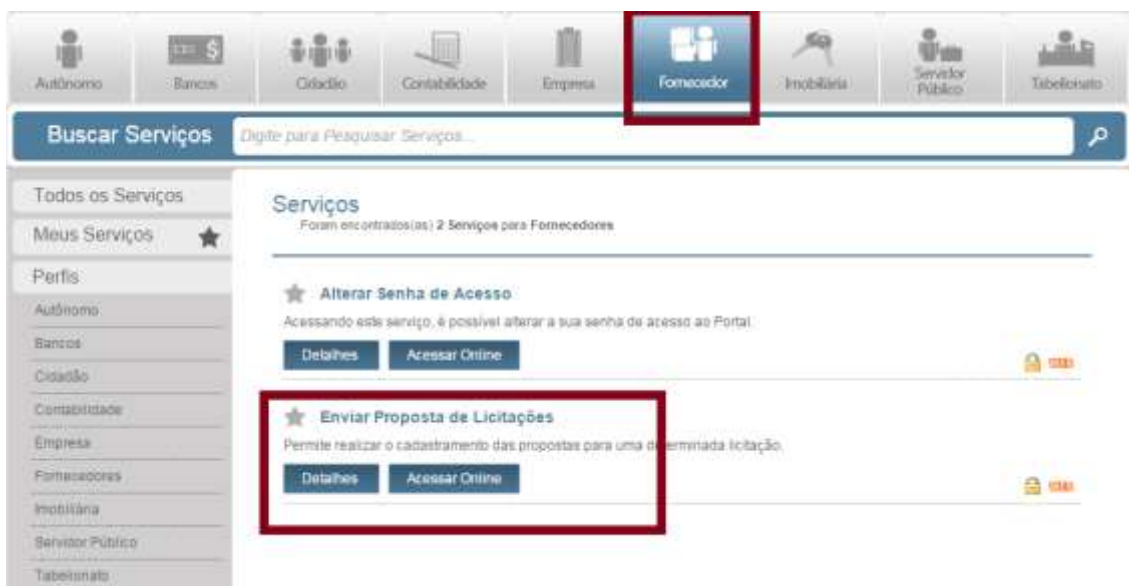 Autônomo
Bancos
Cidadão
Contabilidade
Empresa
Fornecedor
Imobiliária
Servidor Público
Tabelionato
Buscar Serviços
Digite para Pesquisar Serviços...
Todos os Serviços
Meus Serviços
Perfis
Autônomo
Bancos
Cidadão
Contabilidade
Empresa
Fornecedores
Imobiliária
Servidor Público
Tabelionato
Serviços
Foram encontrados(as) 2 Serviços para Fornecedores
Alterar Senha de Acesso
Acessando este serviço, é possível alterar a sua senha de acesso ao Portal.
Detalhes
Acessar Online
Enviar Proposta de Licitações
Permite realizar o cadastramento das propostas para uma determinada licitação.
Detalhes
Acessar Online